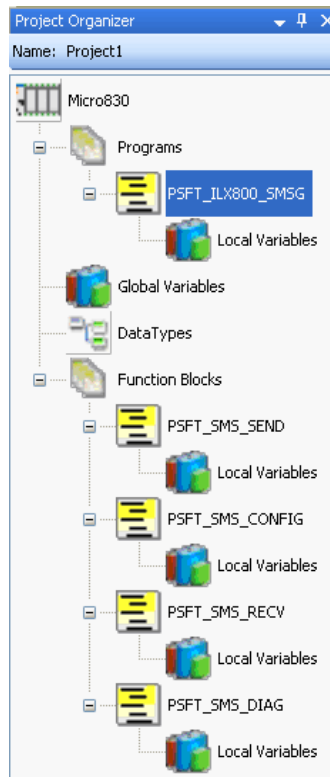 Project Organizer
Name: Project1
Micro830
Programs
PSFT_ILX800_SMSG
Local Variables
Global Variables
DataTypes
Function Blocks
PSFT_SMS_SEND
Local Variables
PSFT_SMS_CONFIG
Local Variables
PSFT_SMS_RECV
Local Variables
PSFT_SMS_DIAG
Local Variables